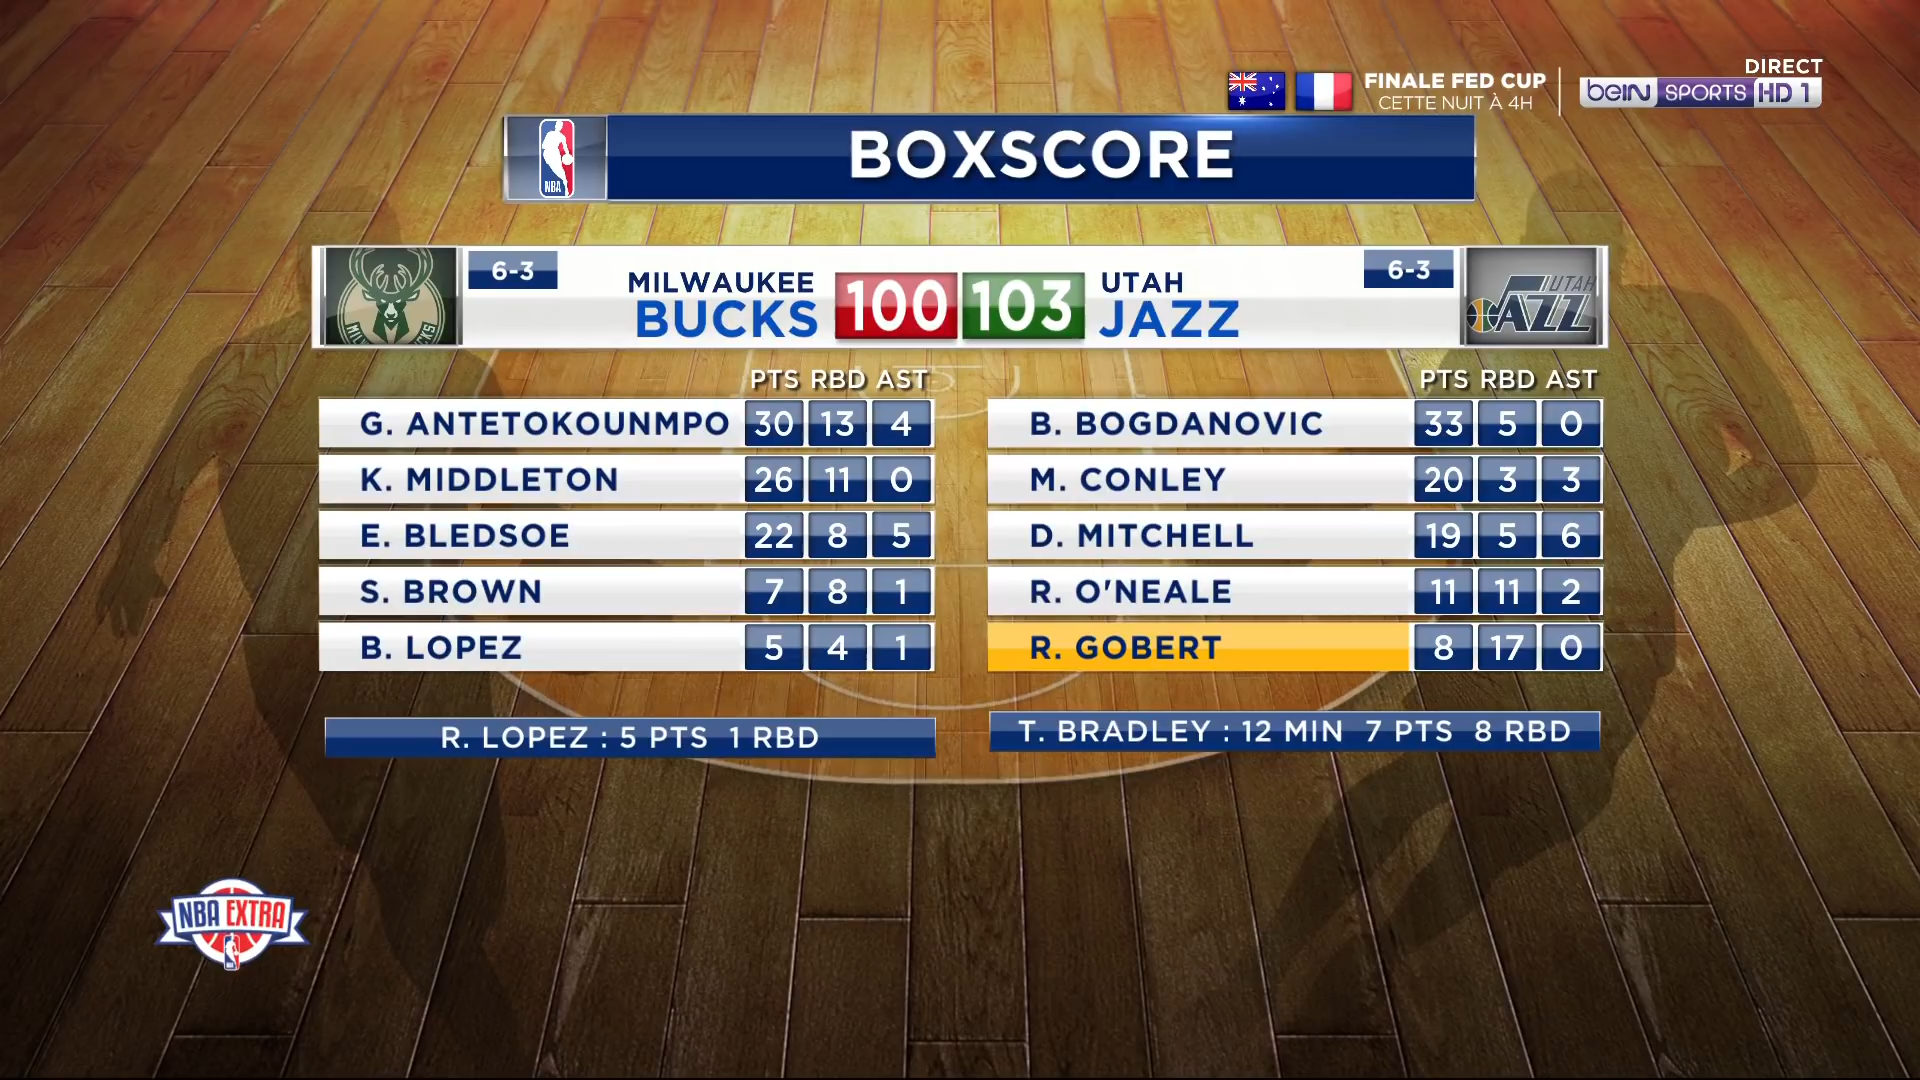 DIRECT
FINALE FED CUP
CETTE NUIT À 4H
beIN SPORTS HD 1
NBA
BOXSCORE
6-3
MILWAUKEE
BUCKS
100
103
UTAH
JAZZ
6-3
UTAH
JAZZ
PTS RBD AST
G. ANTETOKOUNMPO 30 13 4
K. MIDDLETON 26 11 0
E. BLEDSOE 22 8 5
S. BROWN 7 8 1
B. LOPEZ 5 4 1
R. LOPEZ : 5 PTS 1 RBD
PTS RBD AST
B. BOGDANOVIC 33 5 0
M. CONLEY 20 3 3
D. MITCHELL 19 5 6
R. O'NEALE 11 11 2
R. GOBERT 8 17 0
T. BRADLEY : 12 MIN 7 PTS 8 RBD
NBA EXTRA